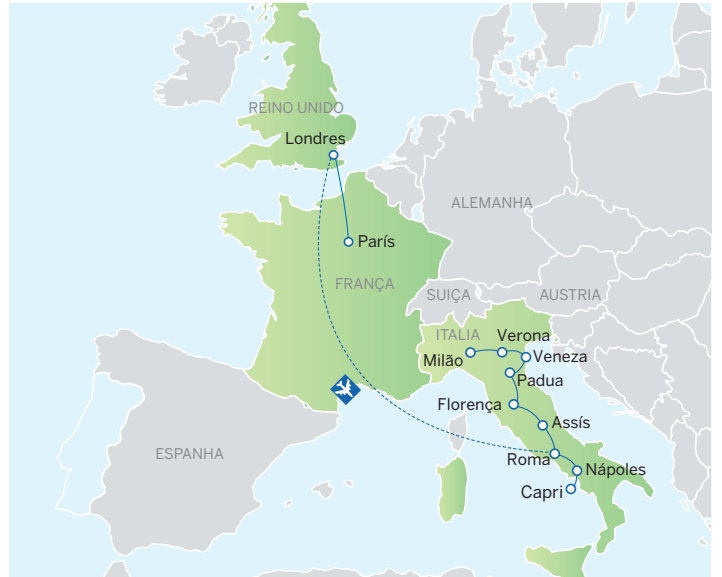 REINO UNIDO
Londres
ALEMANHA
París
FRANÇA
SUIÇA
AUSTRIA
ITALIA
Verona
Milão
Veneza
Padua
Florença
Assís
ESPANHA
Roma
Nápoles
Capri